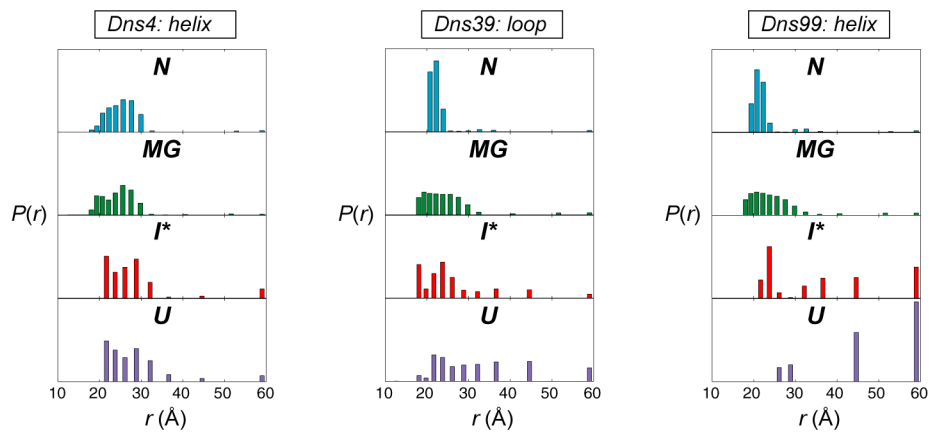 Dns4: helix
Dns39: loop
Dns99: helix
N
N
N
MG
MG
MG
P(r)
P(r)
P(r)
I*
I*
I*
U
U
U
10 20 30 40 50 60
10 20 30 40 50 60
10 20 30 40 50 60
r (Å)
r (Å)
r (Å)